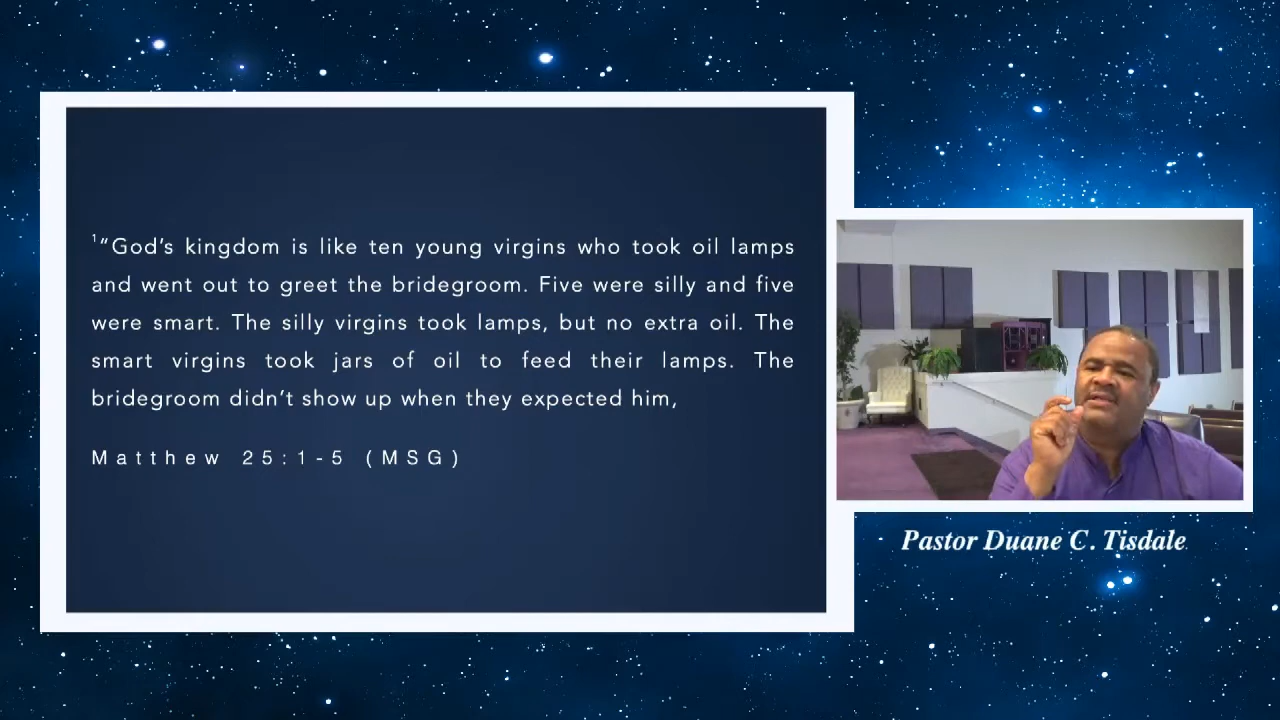 ¹“God’s kingdom is like ten young virgins who took oil lamps
and went out to greet the bridegroom. Five were silly and five
were smart. The silly virgins took lamps, but no extra oil. The
smart virgins took jars of oil to feed their lamps. The
bridegroom didn’t show up when they expected him,
Matthew 25:1-5 (MSG)
Pastor Duane C. Tisdale